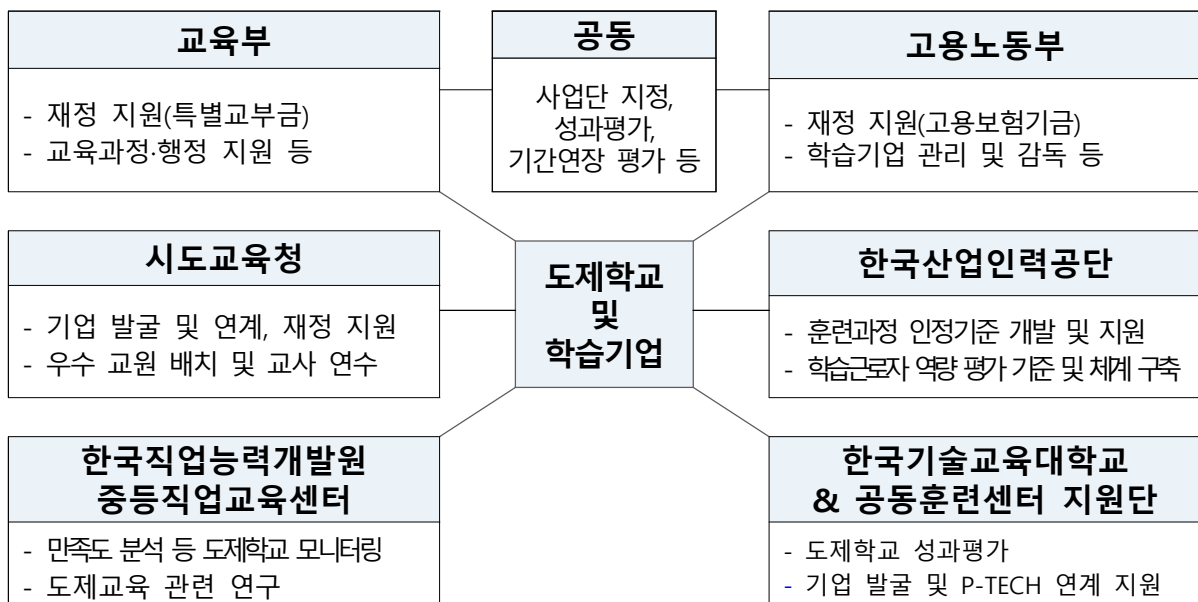 교육부
- 재정 지원(특별교부금)
- 교육과정·행정 지원 등
공동
사업단 지정,
성과평가,
기간연장 평가 등
고용노동부
- 재정 지원(고용보험기금)
- 학습기업 관리 및 감독 등
시도교육청
- 기업 발굴 및 연계, 재정 지원
- 우수 교원 배치 및 교사 연수
도제학교
및
학습기업
한국산업인력공단
- 훈련과정 인정기준 개발 및 지원
- 학습근로자 역량 평가 기준 및 체계 구축
한국직업능력개발원
중등직업교육센터
- 만족도 분석 등 도제학교 모니터링
- 도제교육 관련 연구
한국기술교육대학교
& 공동훈련센터 지원단
- 도제학교 성과평가
- 기업 발굴 및 P-TECH 연계 지원